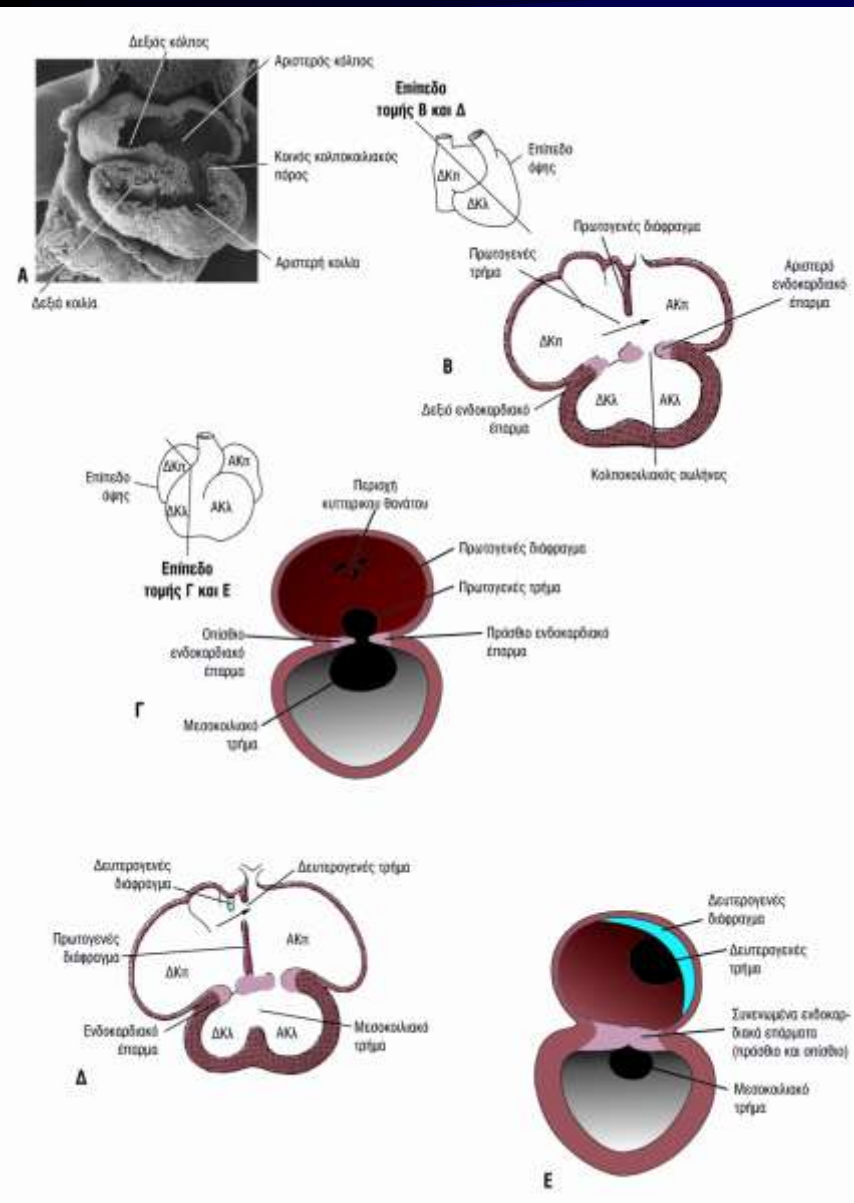 Δεξιός κόλπος
Αριστερός κόλπος
Κοινός κολποκοιλιακός
πόρος
Αριστερή κοιλία
Δεξιά κοιλία
Α
Επίπεδο
τομής Β και Δ
Επίπεδο
όψης
ΔΚπ
ΔΚλ
Πρωτογενές διάφραγμα
Πρωτογενές
τρήμα
Αριστερό
ενδοκαρδιακό
έπαρμα
ΑΚπ
ΔΚπ
Β
ΔΚλ
ΑΚλ
Δεξιό ενδοκαρδιακό
έπαρμα
Κολποκοιλιακός σωλήνας
ΔΚπ
ΑΚπ
Επίπεδο
όψης
ΔΚλ
ΑΚλ
Επίπεδο
τομής Γ και Ε
Περιοχή
κυτταρικου θανάτου
Πρωτογενές διάφραγμα
Πρωτογενές τρήμα
Οπίσθιο
ενδοκαρδιακό
έπαρμα
Πρόσθιο ενδοκαρδιακό
έπαρμα
Γ
Μεσοκοιλιακό
τρήμα
Δευτερογενές
διάφραγμα
Δευτερογενές τρήμα
Πρωτογενές
διάφραγμα
ΑΚπ
ΔΚπ
Ενδοκαρδιακό
έπαρμα
ΔΚλ
ΑΚλ
Μεσοκοιλιακό
τρήμα
Δ
Δευτερογενές
διάφραγμα
Δευτερογενές
τρήμα
Συνενωμένα ενδοκαρ-
διακά επάρματα
(πρόσθιο και οπίσθιο)
Μεσοκοιλιακό
τρήμα
Ε